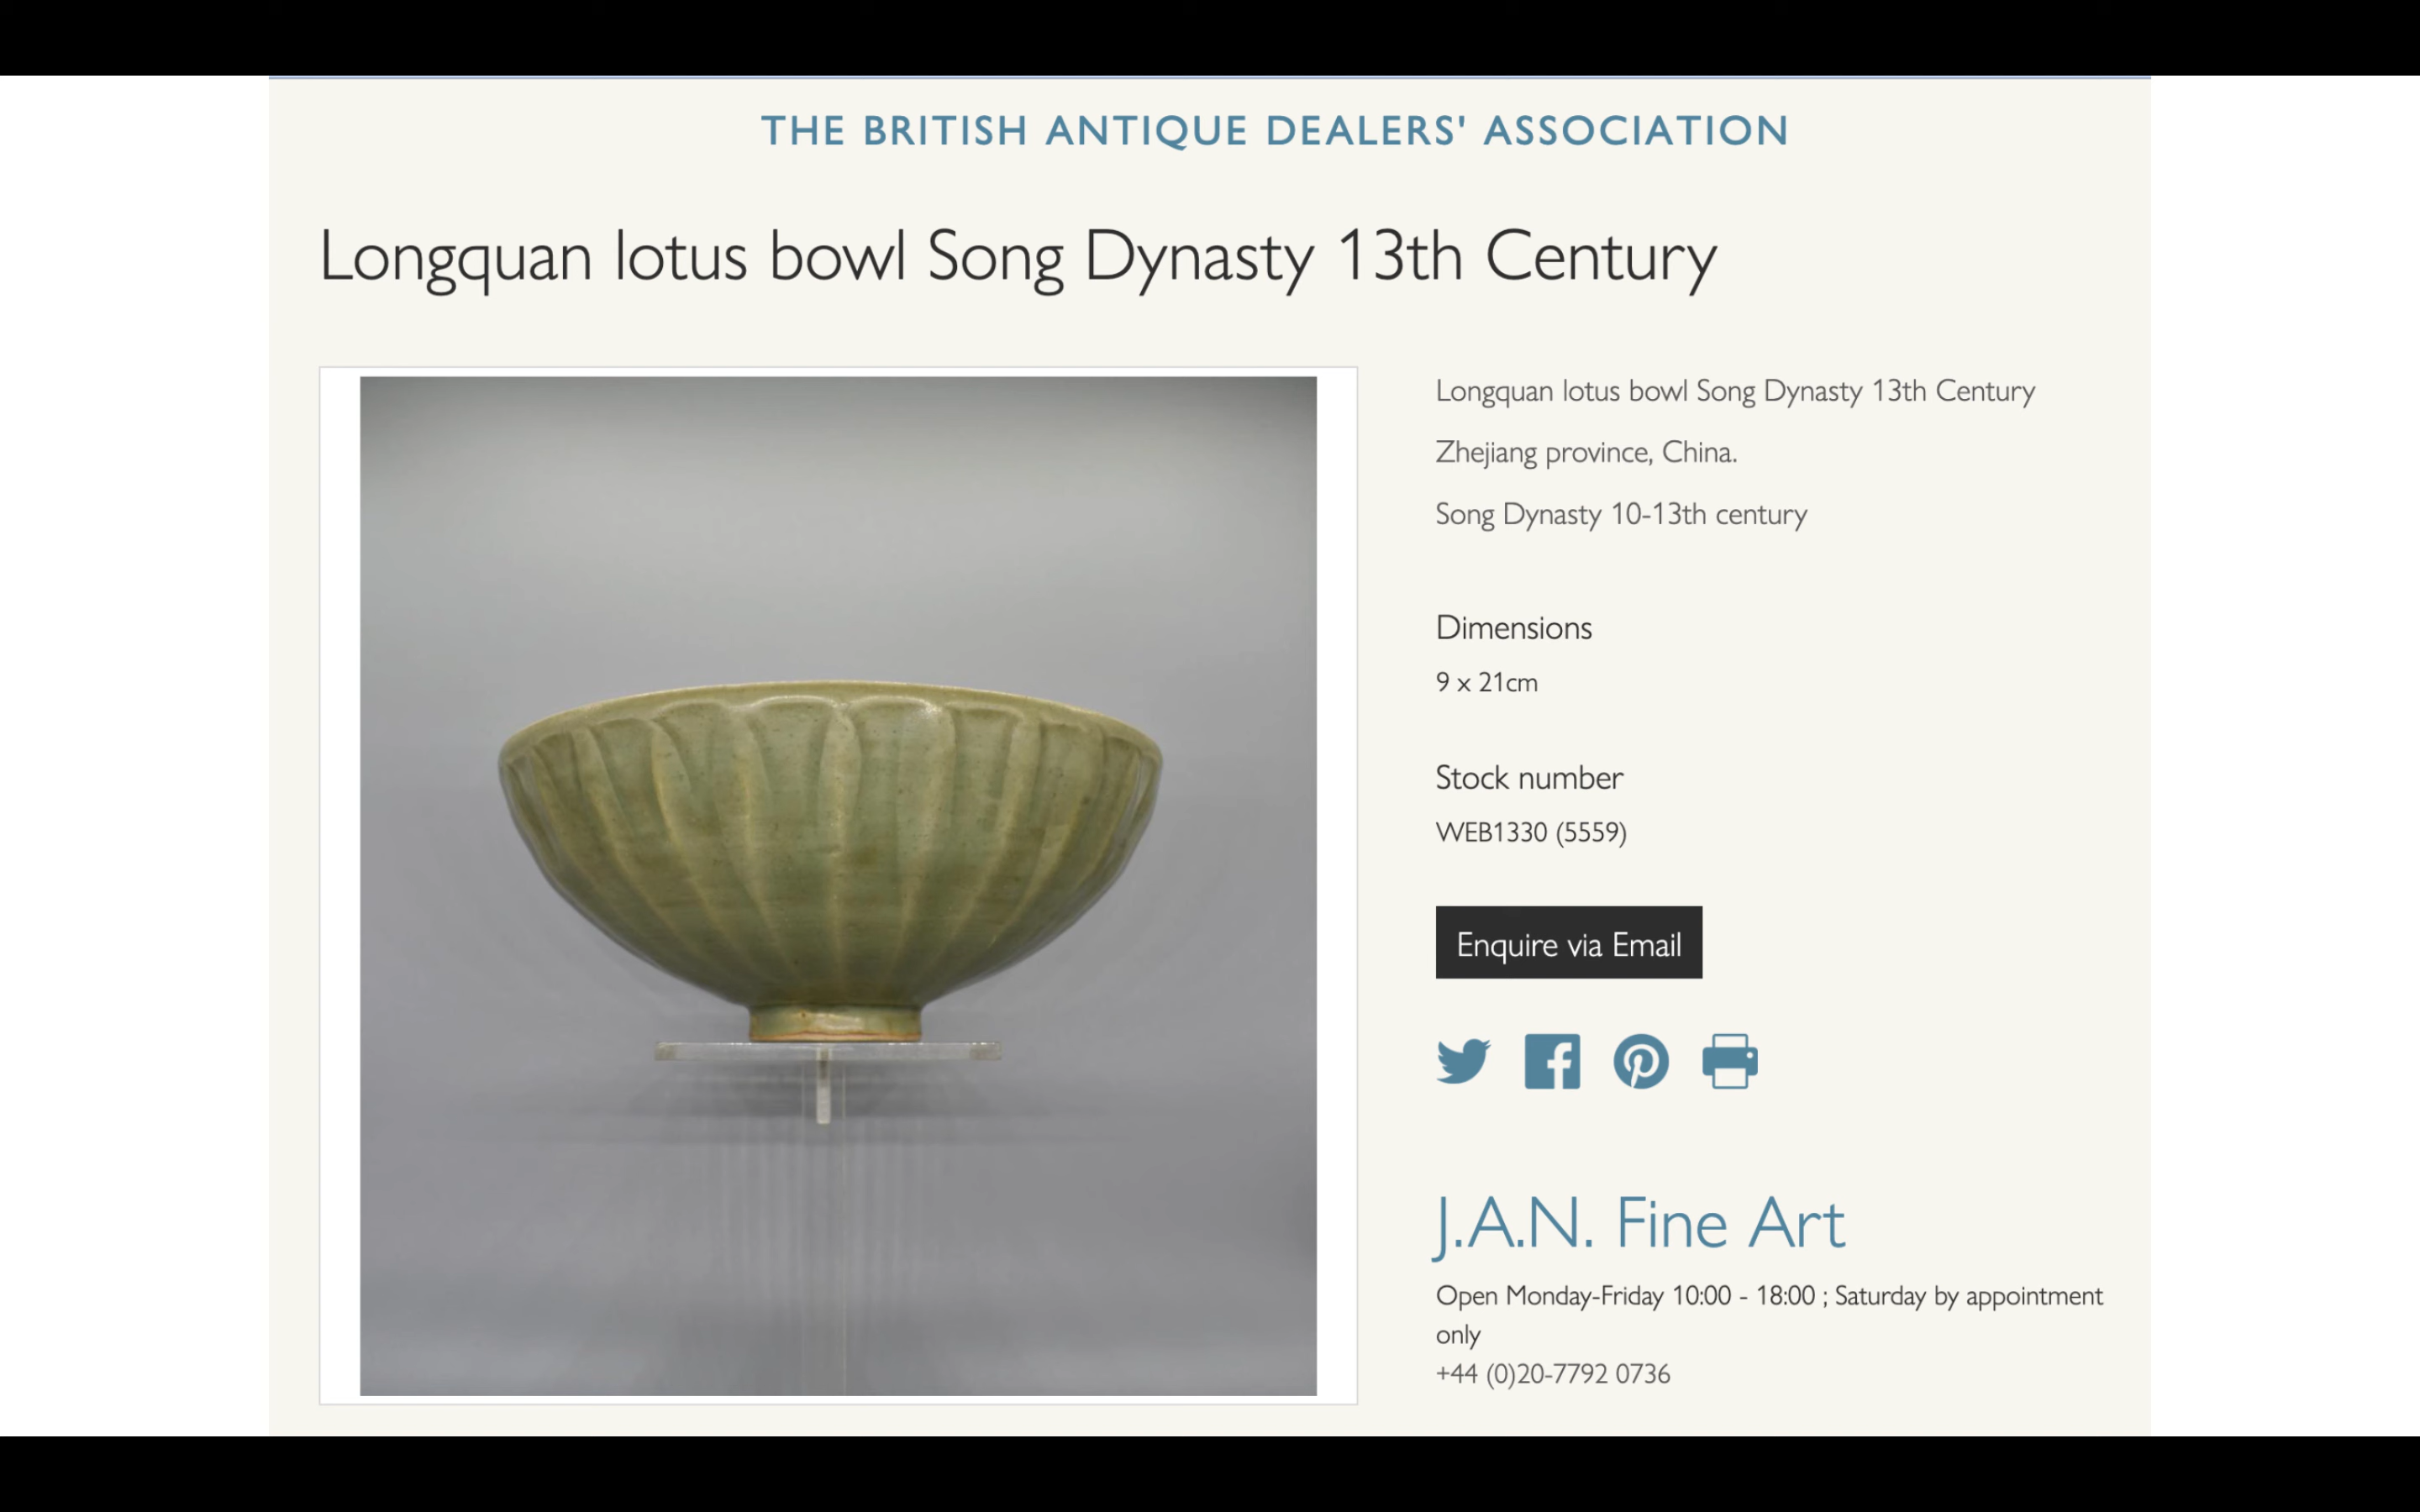 THE BRITISH ANTIQUE DEALERS' ASSOCIATION
Longquan lotus bowl Song Dynasty 13th Century
Longquan lotus bowl Song Dynasty 13th Century
Zhejiang province, China.
Song Dynasty 10-13th century
Dimensions
9 x 21cm
Stock number
WEB1330 (5559)
Enquire via Email
J.A.N. Fine Art
Open Monday-Friday 10:00 - 18:00 ; Saturday by appointment
only
+44 (0)20-7792 0736